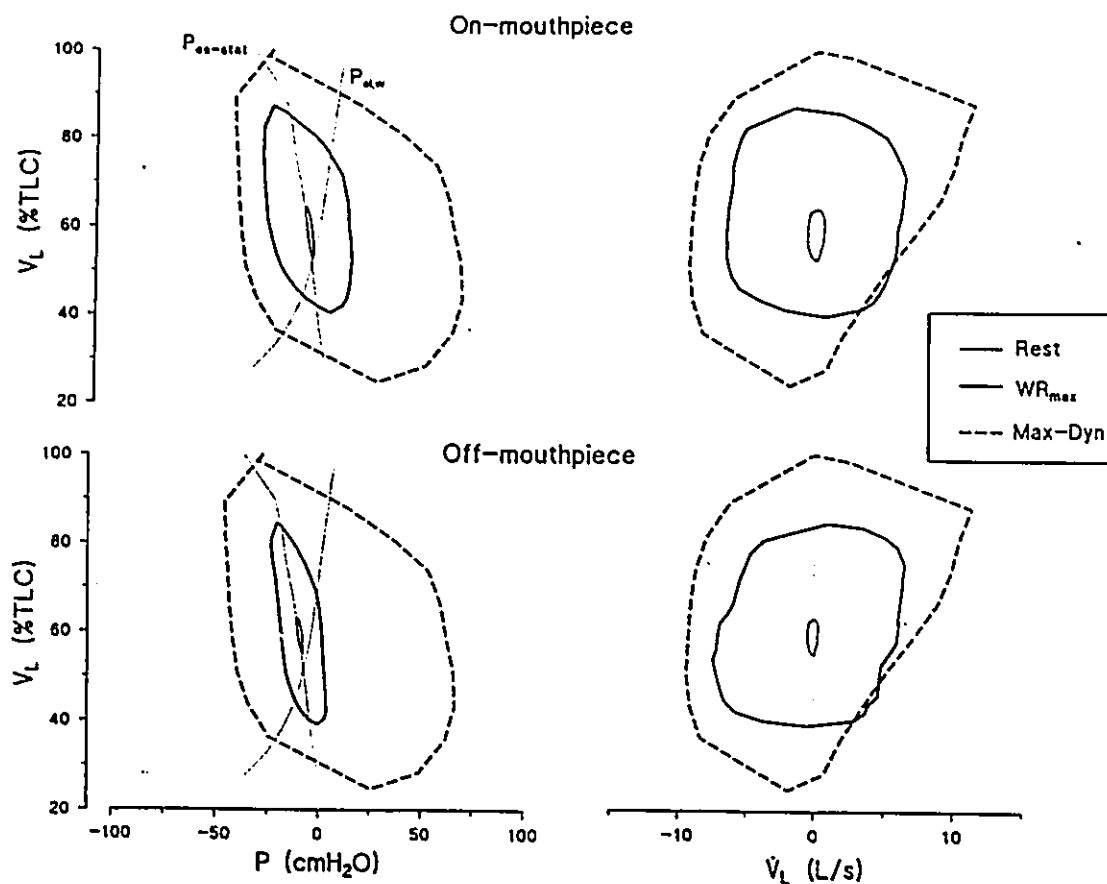 On-mouthpiece
P_es-stat
P_el,w
100
80
60
40
20
V_L (%TLC)
Rest
WR_max
Max-Dyn
Off-mouthpiece
100
80
60
40
20
V_L (%TLC)
-100 -50 0 50 100
P (cmH₂O)
-10 0 10
V̇_L (L/s)